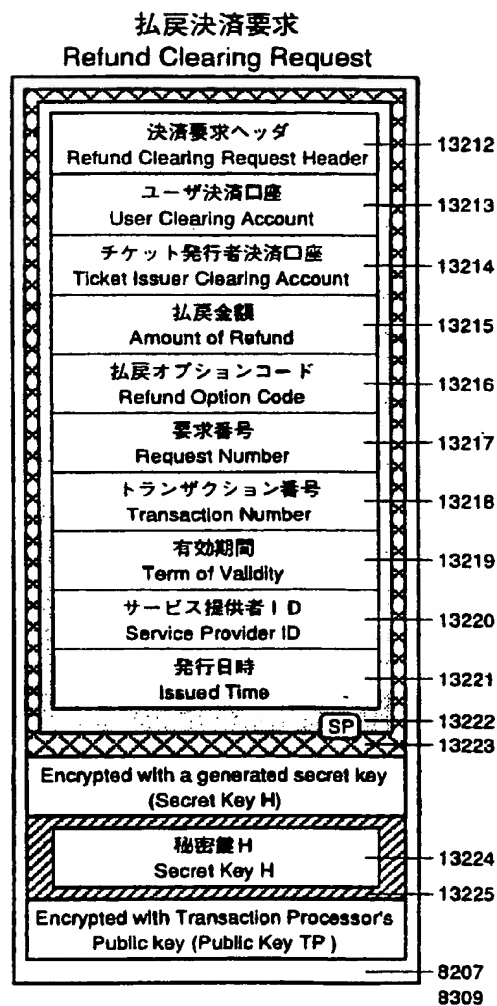 払戻決済要求
Refund Clearing Request
決済要求ヘッダ
Refund Clearing Request Header
13212
ユーザ決済口座
User Clearing Account
13213
チケット発行者決済口座
Ticket Issuer Clearing Account
13214
払戻金額
Amount of Refund
13215
払戻オプションコード
Refund Option Code
13216
要求番号
Request Number
13217
トランザクション番号
Transaction Number
13218
有効期間
Term of Validity
13219
サービス提供者ID
Service Provider ID
13220
発行日時
Issued Time
13221
SP
13222
13223
Encrypted with a generated secret key
(Secret Key H)
秘密鍵H
Secret Key H
13224
13225
Encrypted with Transaction Processor's
Public key (Public Key TP )
8207
8309